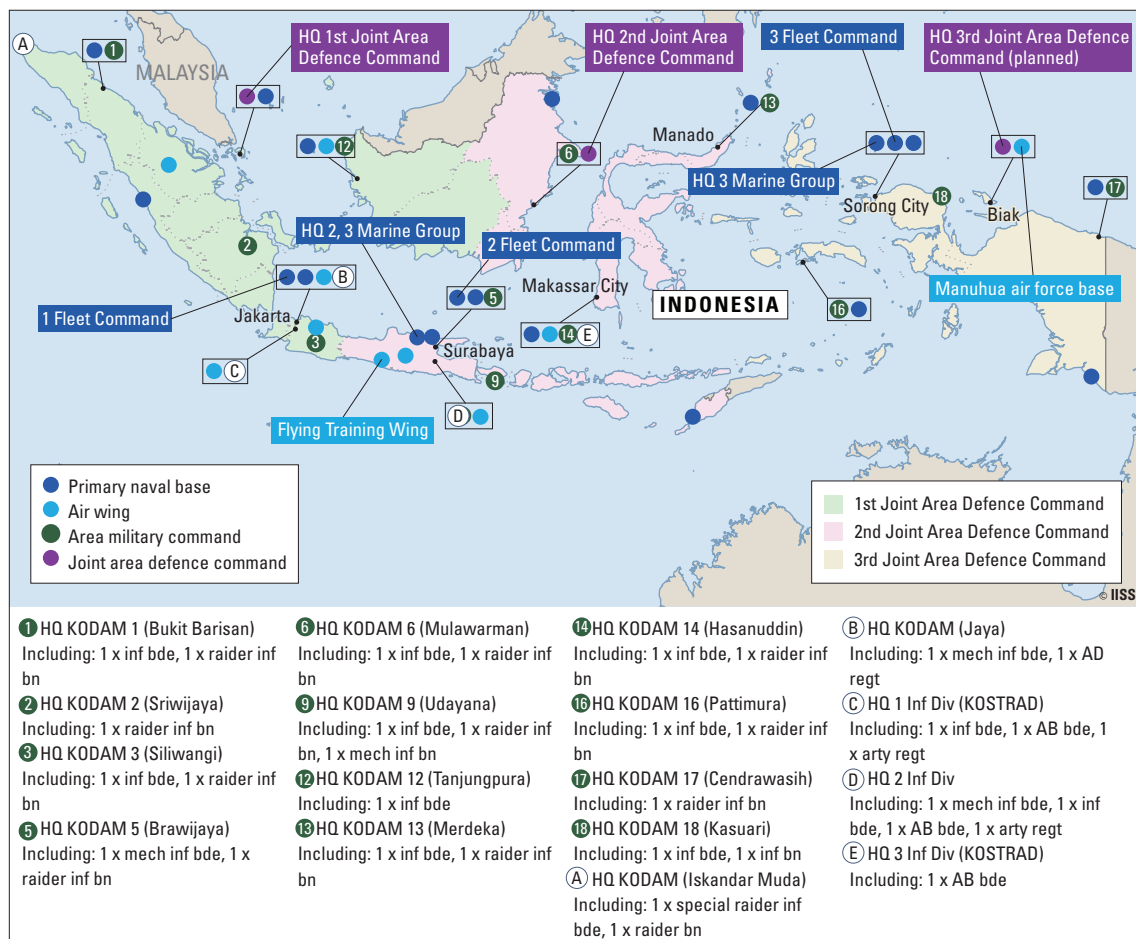 HQ 1st Joint Area
Defence Command
HQ 2nd Joint Area
Defence Command
3 Fleet Command
HQ 3rd Joint Area Defence
Command (planned)
A
1
MALAYSIA
13
Manado
12
6
HQ 3 Marine Group
17
18
Sorong City
Biak
2
HQ 2, 3 Marine Group
2 Fleet Command
B
Makassar City
INDONESIA
Manuhua air force base
5
1 Fleet Command
Jakarta
16
14
E
3
Surabaya
C
9
D
Flying Training Wing
Primary naval base
Air wing
Area military command
Joint area defence command
1st Joint Area Defence Command
2nd Joint Area Defence Command
3rd Joint Area Defence Command
© IISS
1 HQ KODAM 1 (Bukit Barisan)
Including: 1 x inf bde, 1 x raider inf
bn
2 HQ KODAM 2 (Sriwijaya)
Including: 1 x raider inf bn
3 HQ KODAM 3 (Siliwangi)
Including: 1 x inf bde, 1 x raider inf
bn
5 HQ KODAM 5 (Brawijaya)
Including: 1 x mech inf bde, 1 x
raider inf bn
6 HQ KODAM 6 (Mulawarman)
Including: 1 x inf bde, 1 x raider inf
bn
9 HQ KODAM 9 (Udayana)
Including: 1 x inf bde, 1 x raider inf
bn, 1 x mech inf bn
12 HQ KODAM 12 (Tanjungpura)
Including: 1 x inf bde
13 HQ KODAM 13 (Merdeka)
Including: 1 x inf bde, 1 x raider inf
bn
14 HQ KODAM 14 (Hasanuddin)
Including: 1 x inf bde, 1 x raider inf
bn
16 HQ KODAM 16 (Pattimura)
Including: 1 x inf bde, 1 x raider inf
bn
17 HQ KODAM 17 (Cendrawasih)
Including: 1 x raider inf bn
18 HQ KODAM 18 (Kasuari)
Including: 1 x inf bde, 1 x inf bn
A HQ KODAM (Iskandar Muda)
Including: 1 x special raider inf
bde, 1 x raider bn
B HQ KODAM (Jaya)
Including: 1 x mech inf bde, 1 x AD
regt
C HQ 1 Inf Div (KOSTRAD)
Including: 1 x inf bde, 1 x AB bde, 1
x arty regt
D HQ 2 Inf Div
Including: 1 x mech inf bde, 1 x inf
bde, 1 x AB bde, 1 x arty regt
E HQ 3 Inf Div (KOSTRAD)
Including: 1 x AB bde